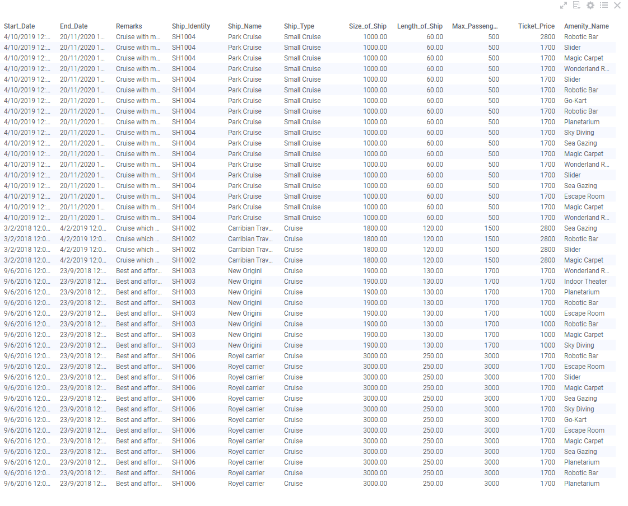 Start_Date End_Date Remarks Ship_Identity Ship_Name Ship_Type Size_of_Ship Length_of_Ship Max_Passeng... Ticket_Price Amenity_Name
4/10/2019 12:... 20/11/2020 1... Cruise with m... SH1004 Park Cruise Small Cruise 1000.00 60.00 500 2800 Robotic Bar
4/10/2019 12:... 20/11/2020 1... Cruise with m... SH1004 Park Cruise Small Cruise 1000.00 60.00 500 1700 Slider
4/10/2019 12:... 20/11/2020 1... Cruise with m... SH1004 Park Cruise Small Cruise 1000.00 60.00 500 1700 Magic Carpet
4/10/2019 12:... 20/11/2020 1... Cruise with m... SH1004 Park Cruise Small Cruise 1000.00 60.00 500 1700 Wonderland R...
4/10/2019 12:... 20/11/2020 1... Cruise with m... SH1004 Park Cruise Small Cruise 1000.00 60.00 500 1700 Slider
4/10/2019 12:... 20/11/2020 1... Cruise with m... SH1004 Park Cruise Small Cruise 1000.00 60.00 500 1700 Robotic Bar
4/10/2019 12:... 20/11/2020 1... Cruise with m... SH1004 Park Cruise Small Cruise 1000.00 60.00 500 1700 Go-Kart
4/10/2019 12:... 20/11/2020 1... Cruise with m... SH1004 Park Cruise Small Cruise 1000.00 60.00 500 1700 Robotic Bar
4/10/2019 12:... 20/11/2020 1... Cruise with m... SH1004 Park Cruise Small Cruise 1000.00 60.00 500 1700 Planetarium
4/10/2019 12:... 20/11/2020 1... Cruise with m... SH1004 Park Cruise Small Cruise 1000.00 60.00 500 1700 Sky Diving
4/10/2019 12:... 20/11/2020 1... Cruise with m... SH1004 Park Cruise Small Cruise 1000.00 60.00 500 1700 Sea Gazing
4/10/2019 12:... 20/11/2020 1... Cruise with m... SH1004 Park Cruise Small Cruise 1000.00 60.00 500 1700 Magic Carpet
4/10/2019 12:... 20/11/2020 1... Cruise with m... SH1004 Park Cruise Small Cruise 1000.00 60.00 500 1700 Wonderland R...
4/10/2019 12:... 20/11/2020 1... Cruise with m... SH1004 Park Cruise Small Cruise 1000.00 60.00 500 1700 Slider
4/10/2019 12:... 20/11/2020 1... Cruise with m... SH1004 Park Cruise Small Cruise 1000.00 60.00 500 1700 Sea Gazing
4/10/2019 12:... 20/11/2020 1... Cruise with m... SH1004 Park Cruise Small Cruise 1000.00 60.00 500 1700 Escape Room
4/10/2019 12:... 20/11/2020 1... Cruise with m... SH1004 Park Cruise Small Cruise 1000.00 60.00 500 1700 Magic Carpet
4/10/2019 12:... 20/11/2020 1... Cruise with m... SH1004 Park Cruise Small Cruise 1000.00 60.00 500 1700 Wonderland R...
3/2/2018 12:0... 4/2/2019 12:0... Cruise which ... SH1002 Carribian Trav... Cruise 1800.00 120.00 1500 2800 Sea Gazing
3/2/2018 12:0... 4/2/2019 12:0... Cruise which ... SH1002 Carribian Trav... Cruise 1800.00 120.00 1500 1700 Robotic Bar
3/2/2018 12:0... 4/2/2019 12:0... Cruise which ... SH1002 Carribian Trav... Cruise 1800.00 120.00 1500 2800 Slider
3/2/2018 12:0... 4/2/2019 12:0... Cruise which ... SH1002 Carribian Trav... Cruise 1800.00 120.00 1500 2800 Magic Carpet
9/6/2016 12:0... 23/9/2018 12:... Best and affor... SH1003 New Origini Cruise 1900.00 130.00 1700 1700 Wonderland R...
9/6/2016 12:0... 23/9/2018 12:... Best and affor... SH1003 New Origini Cruise 1900.00 130.00 1700 1700 Indoor Theater
9/6/2016 12:0... 23/9/2018 12:... Best and affor... SH1003 New Origini Cruise 1900.00 130.00 1700 1700 Planetarium
9/6/2016 12:0... 23/9/2018 12:... Best and affor... SH1003 New Origini Cruise 1900.00 130.00 1700 1700 Robotic Bar
9/6/2016 12:0... 23/9/2018 12:... Best and affor... SH1003 New Origini Cruise 1900.00 130.00 1700 1000 Escape Room
9/6/2016 12:0... 23/9/2018 12:... Best and affor... SH1003 New Origini Cruise 1900.00 130.00 1700 1000 Robotic Bar
9/6/2016 12:0... 23/9/2018 12:... Best and affor... SH1003 New Origini Cruise 1900.00 130.00 1700 1000 Magic Carpet
9/6/2016 12:0... 23/9/2018 12:... Best and affor... SH1003 New Origini Cruise 1900.00 130.00 1700 1000 Sky Diving
9/6/2016 12:0... 23/9/2018 12:... Best and affor... SH1006 Royel carrier Cruise 3000.00 250.00 3000 1700 Robotic Bar
9/6/2016 12:0... 23/9/2018 12:... Best and affor... SH1006 Royel carrier Cruise 3000.00 250.00 3000 1700 Escape Room
9/6/2016 12:0... 23/9/2018 12:... Best and affor... SH1006 Royel carrier Cruise 3000.00 250.00 3000 1700 Slider
9/6/2016 12:0... 23/9/2018 12:... Best and affor... SH1006 Royel carrier Cruise 3000.00 250.00 3000 1700 Magic Carpet
9/6/2016 12:0... 23/9/2018 12:... Best and affor... SH1006 Royel carrier Cruise 3000.00 250.00 3000 1700 Sea Gazing
9/6/2016 12:0... 23/9/2018 12:... Best and affor... SH1006 Royel carrier Cruise 3000.00 250.00 3000 1700 Sky Diving
9/6/2016 12:0... 23/9/2018 12:... Best and affor... SH1006 Royel carrier Cruise 3000.00 250.00 3000 1700 Go-Kart
9/6/2016 12:0... 23/9/2018 12:... Best and affor... SH1006 Royel carrier Cruise 3000.00 250.00 3000 1700 Escape Room
9/6/2016 12:0... 23/9/2018 12:... Best and affor... SH1006 Royel carrier Cruise 3000.00 250.00 3000 1700 Magic Carpet
9/6/2016 12:0... 23/9/2018 12:... Best and affor... SH1006 Royel carrier Cruise 3000.00 250.00 3000 1700 Sea Gazing
9/6/2016 12:0... 23/9/2018 12:... Best and affor... SH1006 Royel carrier Cruise 3000.00 250.00 3000 1700 Planetarium
9/6/2016 12:0... 23/9/2018 12:... Best and affor... SH1006 Royel carrier Cruise 3000.00 250.00 3000 1700 Robotic Bar
9/6/2016 12:0... 23/9/2018 12:... Best and affor... SH1006 Royel carrier Cruise 3000.00 250.00 3000 1700 Planetarium